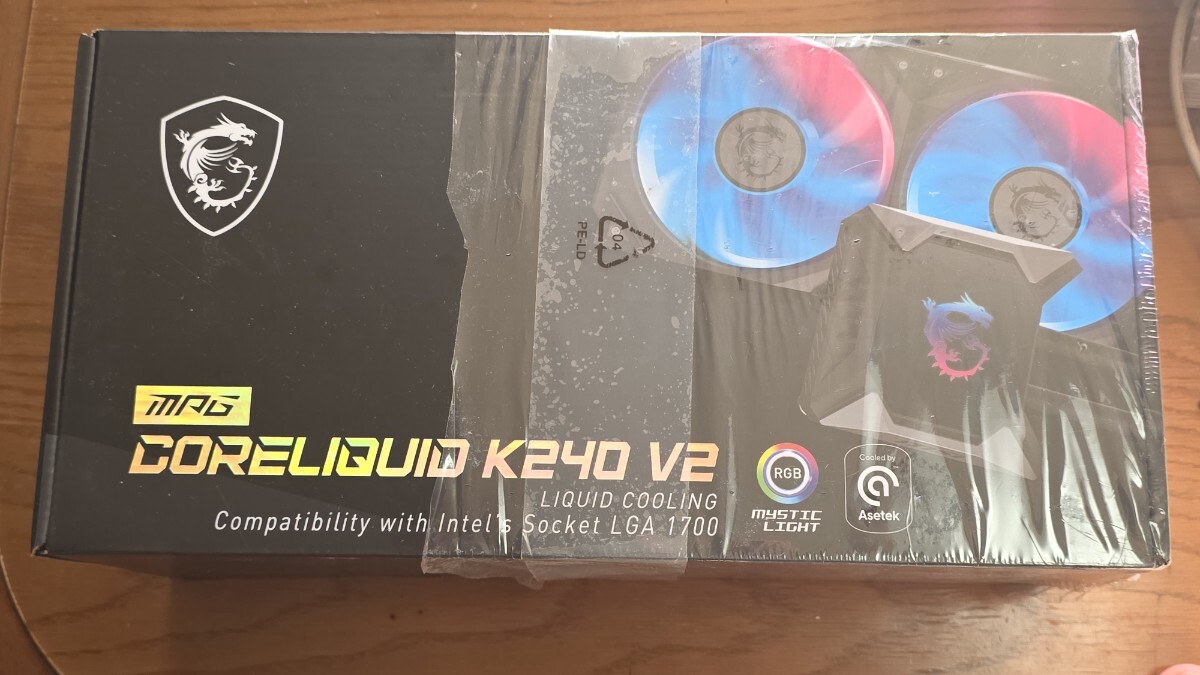 04
PE-LD
MPG
CORELIQUID K240 V2
LIQUID COOLING
Compatibility with Intel's Socket LGA 1700
RGB
MYSTIC
LIGHT
Cooled by
Asetek